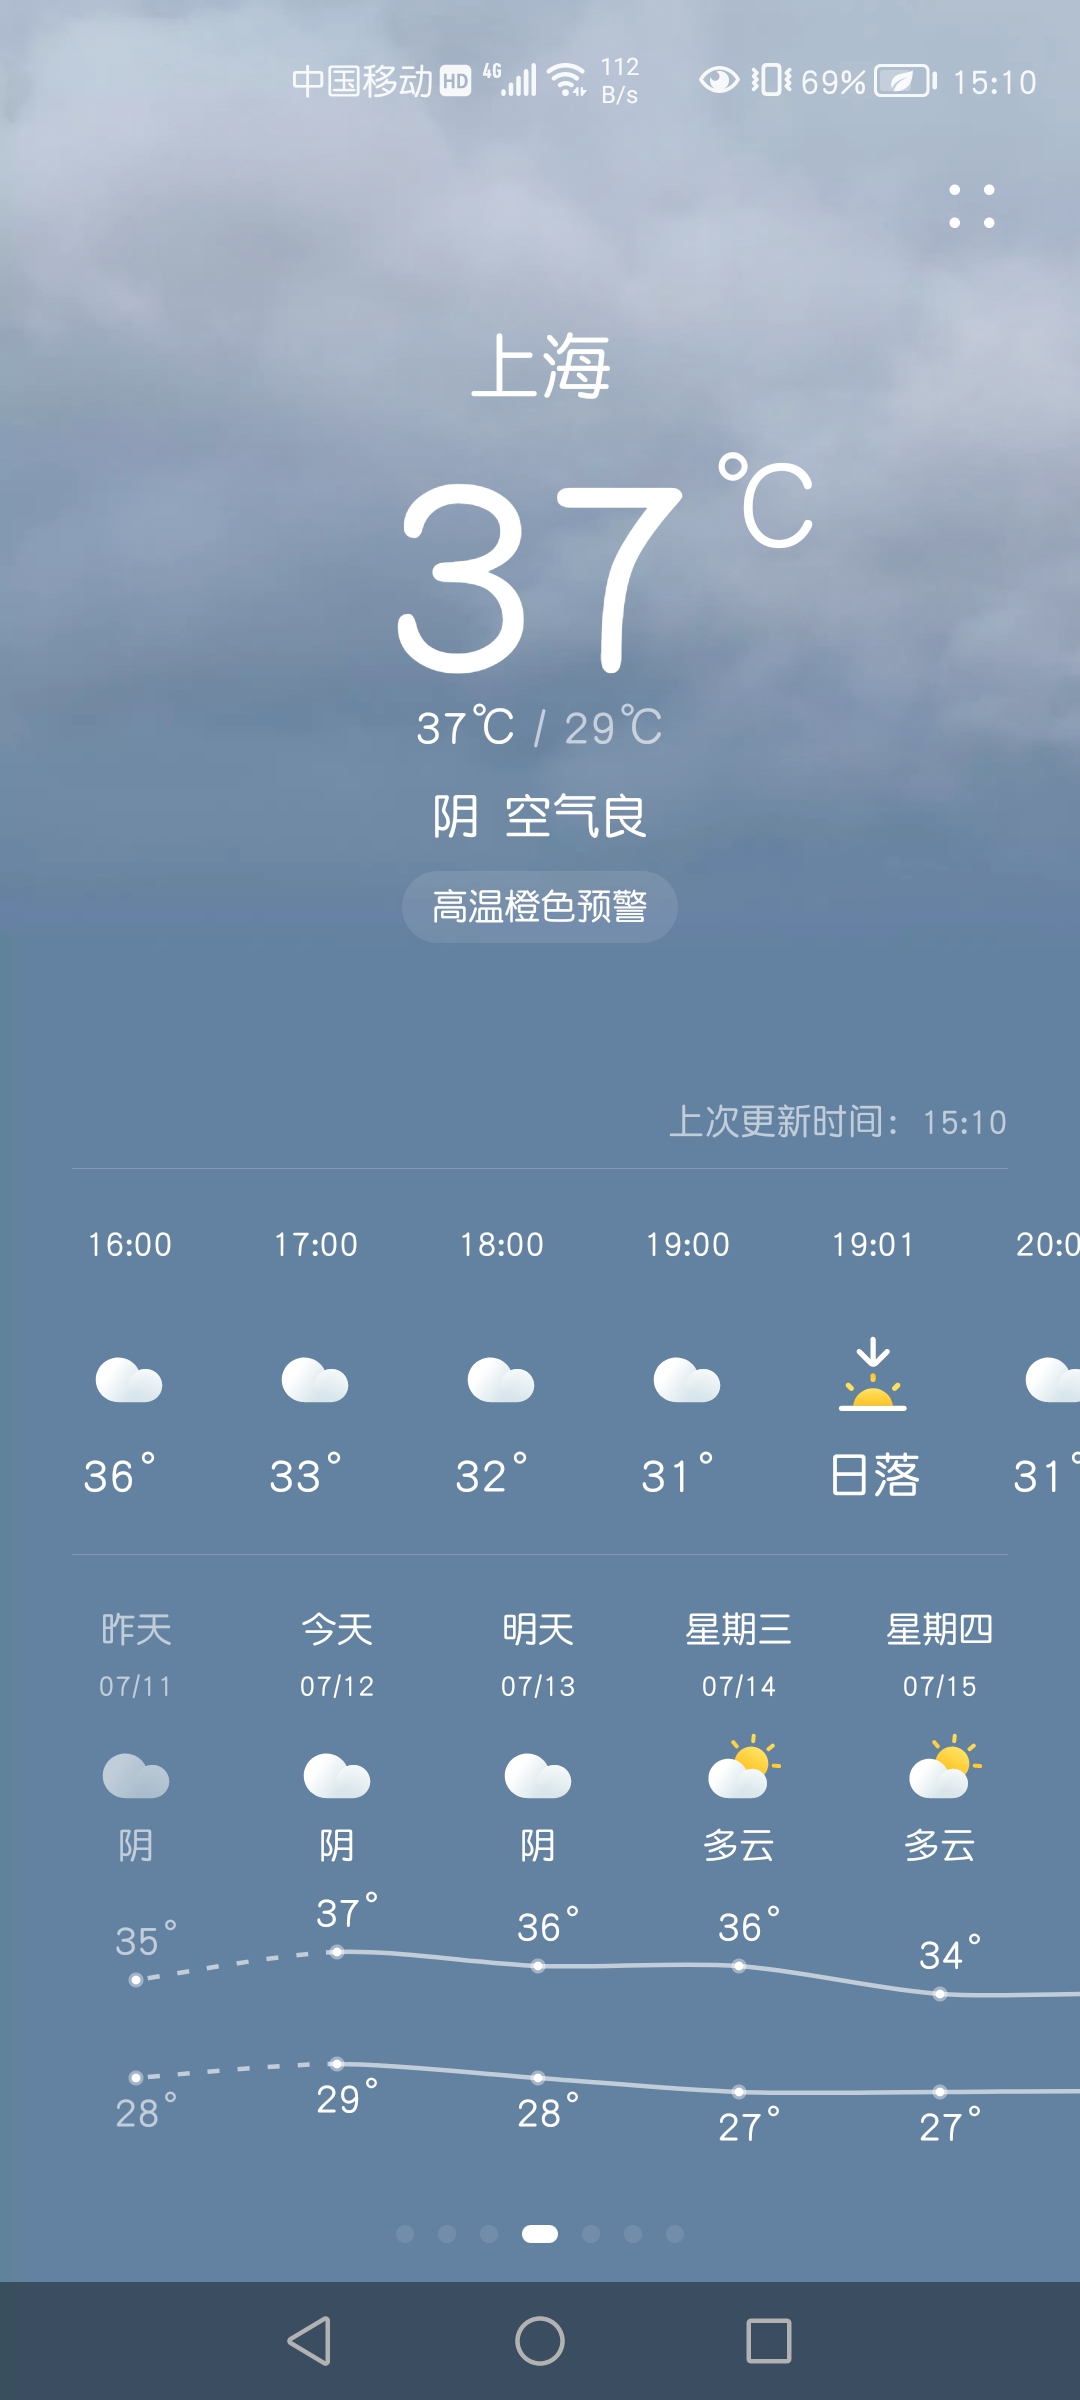 中国移动 HD 4G 112 B/s 69% 15:10
上海
37℃
37℃ / 29℃
阴 空气良
高温橙色预警
上次更新时间：15:10
16:00 17:00 18:00 19:00 19:01 20:0
36° 33° 32° 31° 日落 31°
昨天 今天 明天 星期三 星期四
07/11 07/12 07/13 07/14 07/15
阴 阴 阴 多云 多云
35° 37° 36° 36° 34°
28° 29° 28° 27° 27°